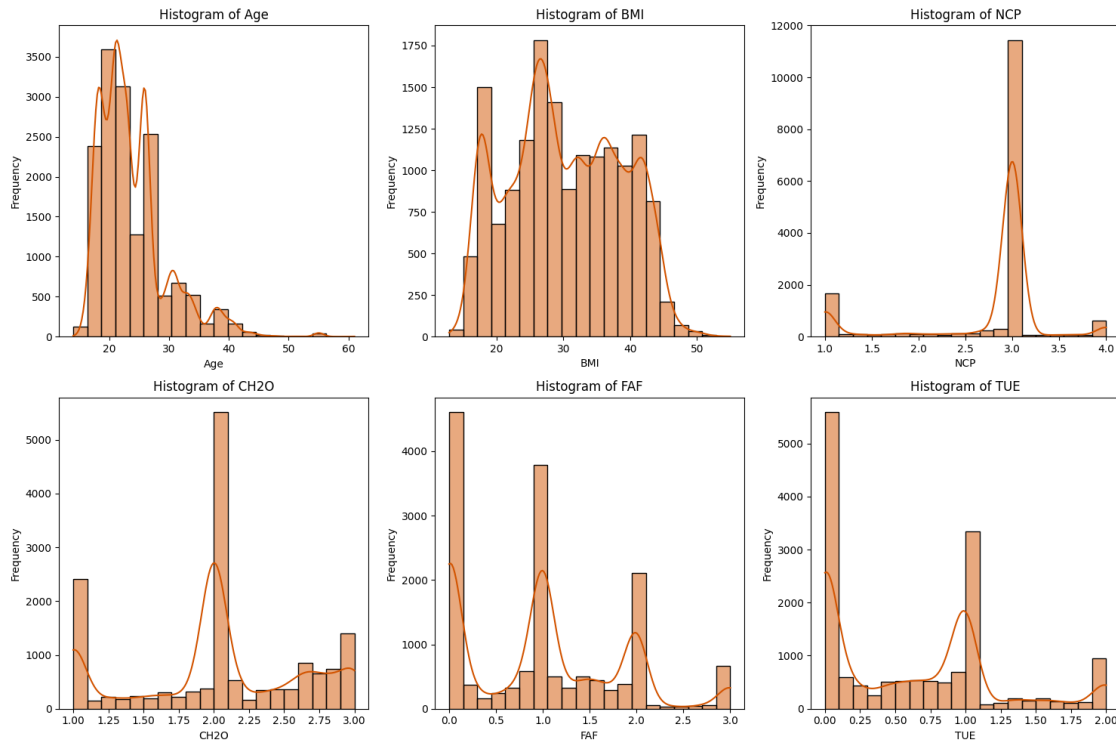 Histogram of Age
Frequency
3500
3000
2500
2000
1500
1000
500
0
20 30 40 50 60
Age
Histogram of BMI
Frequency
1750
1500
1250
1000
750
500
250
0
20 30 40 50
BMI
Histogram of NCP
Frequency
12000
10000
8000
6000
4000
2000
0
1.0 1.5 2.0 2.5 3.0 3.5 4.0
NCP
Histogram of CH2O
Frequency
5000
4000
3000
2000
1000
0
1.00 1.25 1.50 1.75 2.00 2.25 2.50 2.75 3.00
CH2O
Histogram of FAF
Frequency
4000
3000
2000
1000
0
0.0 0.5 1.0 1.5 2.0 2.5 3.0
FAF
Histogram of TUE
Frequency
5000
4000
3000
2000
1000
0
0.00 0.25 0.50 0.75 1.00 1.25 1.50 1.75 2.00
TUE